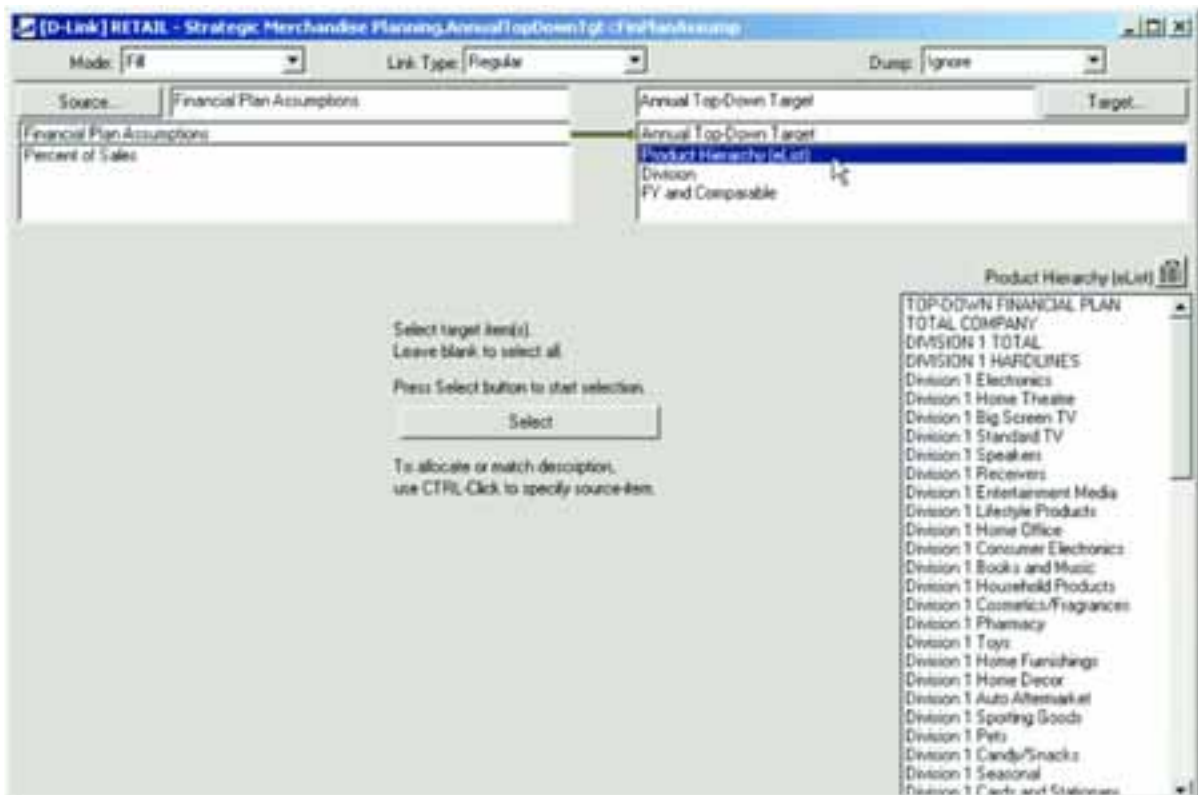 [D-Link] RETAIL - Strategic Merchandise Planning.AnnualTopDownTgt <FinPlanAssump
Mode: Fill
Link Type: Regular
Dump: Ignore
Source...
Financial Plan Assumptions
Annual Top-Down Target
Target...
Financial Plan Assumptions
Percent of Sales
Annual Top-Down Target
Product Hierarchy (eList)
Division
FY and Comparable
Product Hierarchy (eList)
Select target item(s).
Leave blank to select all.
Press Select button to start selection.
Select
To allocate or match description,
use CTRL-Click to specify source-item.
TOP-DOWN FINANCIAL PLAN
TOTAL COMPANY
DIVISION 1 TOTAL
DIVISION 1 HARDLINES
Division 1 Electronics
Division 1 Home Theatre
Division 1 Big Screen TV
Division 1 Standard TV
Division 1 Speakers
Division 1 Receivers
Division 1 Entertainment Media
Division 1 Lifestyle Products
Division 1 Home Office
Division 1 Consumer Electronics
Division 1 Books and Music
Division 1 Household Products
Division 1 Cosmetics/Fragrances
Division 1 Pharmacy
Division 1 Toys
Division 1 Home Furnishings
Division 1 Home Decor
Division 1 Auto Aftermarket
Division 1 Sporting Goods
Division 1 Pets
Division 1 Candy/Snacks
Division 1 Seasonal
Division 1 Cards and Stationary